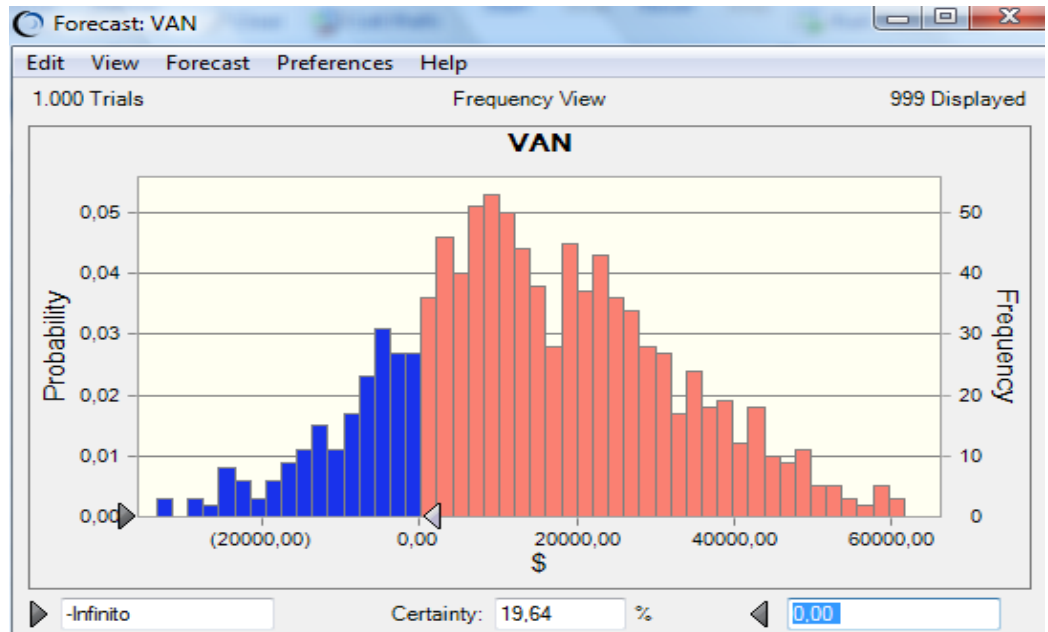 Forecast: VAN
Edit View Forecast Preferences Help
1.000 Trials Frequency View 999 Displayed
VAN
0,05 50
0,04 40
0,03 30
0,02 20
0,01 10
0,00 0
Probability
Frequency
(20000,00) 0,00 20000,00 40000,00 60000,00
$
-Infinito Certainty: 19,64 % 0,00